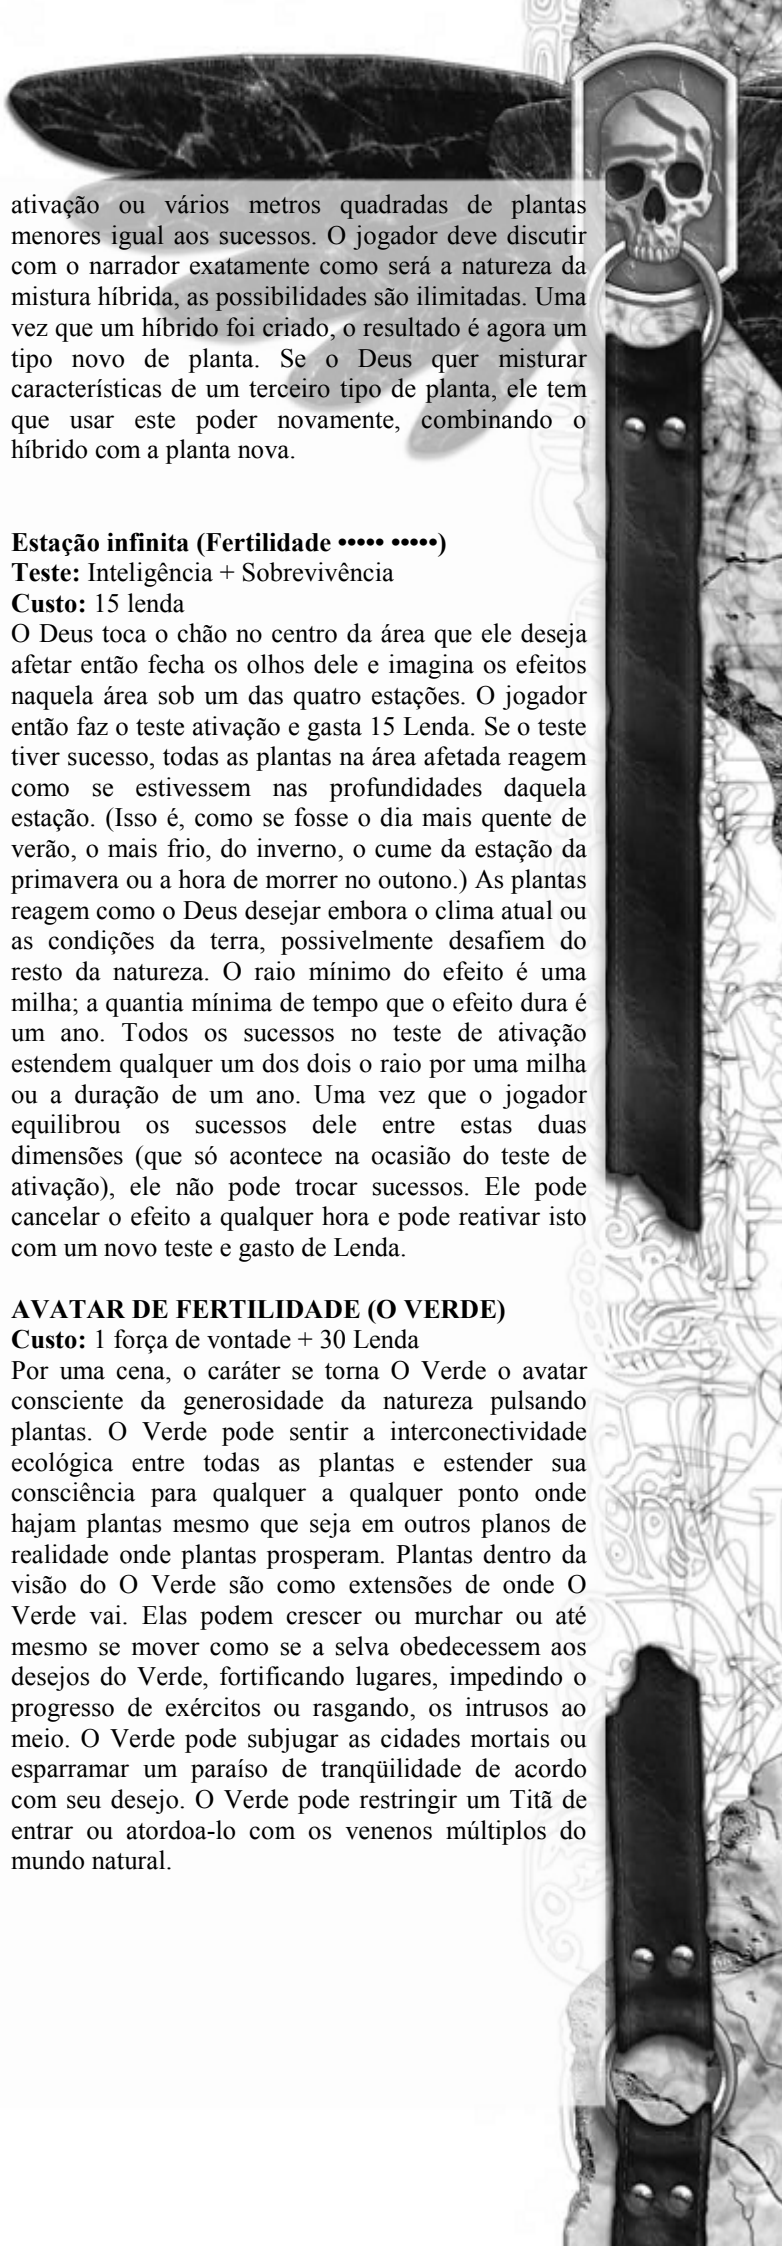 ativação ou vários metros quadradas de plantas
menores igual aos sucessos. O jogador deve discutir
com o narrador exatamente como será a natureza da
mistura híbrida, as possibilidades são ilimitadas. Uma
vez que um híbrido foi criado, o resultado é agora um
tipo novo de planta. Se o Deus quer misturar
características de um terceiro tipo de planta, ele tem
que usar este poder novamente, combinando o
híbrido com a planta nova.
Estação infinita (Fertilidade ••••• •••••)
Teste: Inteligência + Sobrevivência
Custo: 15 lenda
O Deus toca o chão no centro da área que ele deseja
afetar então fecha os olhos dele e imagina os efeitos
naquela área sob um das quatro estações. O jogador
então faz o teste ativação e gasta 15 Lenda. Se o teste
tiver sucesso, todas as plantas na área afetada reagem
como se estivessem nas profundidades daquela
estação. (Isso é, como se fosse o dia mais quente de
verão, o mais frio, do inverno, o cume da estação da
primavera ou a hora de morrer no outono.) As plantas
reagem como o Deus desejar embora o clima atual ou
as condições da terra, possivelmente desafiem do
resto da natureza. O raio mínimo do efeito é uma
milha; a quantia mínima de tempo que o efeito dura é
um ano. Todos os sucessos no teste de ativação
estendem qualquer um dos dois o raio por uma milha
ou a duração de um ano. Uma vez que o jogador
equilibrou os sucessos dele entre estas duas
dimensões (que só acontece na ocasião do teste de
ativação), ele não pode trocar sucessos. Ele pode
cancelar o efeito a qualquer hora e pode reativar isto
com um novo teste e gasto de Lenda.
AVATAR DE FERTILIDADE (O VERDE)
Custo: 1 força de vontade + 30 Lenda
Por uma cena, o caráter se torna O Verde o avatar
consciente da generosidade da natureza pulsando
plantas. O Verde pode sentir a interconectividade
ecológica entre todas as plantas e estender sua
consciência para qualquer a qualquer ponto onde
hajam plantas mesmo que seja em outros planos de
realidade onde plantas prosperam. Plantas dentro da
visão do O Verde são como extensões de onde O
Verde vai. Elas podem crescer ou murchar ou até
mesmo se mover como se a selva obedecessem aos
desejos do Verde, fortificando lugares, impedindo o
progresso de exércitos ou rasgando, os intrusos ao
meio. O Verde pode subjugar as cidades mortais ou
esparramar um paraíso de tranqüilidade de acordo
com seu desejo. O Verde pode restringir um Titã de
entrar ou atordoa-lo com os venenos múltiplos do
mundo natural.